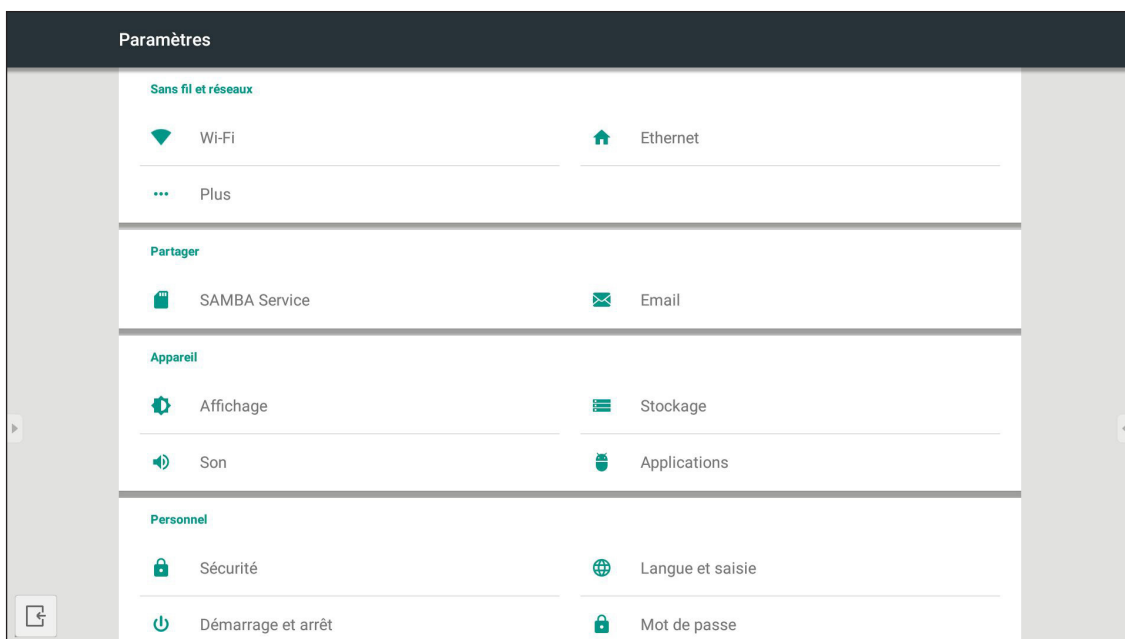 Paramètres
Sans fil et réseaux
Wi-Fi
Ethernet
Plus
Partager
SAMBA Service
Email
Appareil
Affichage
Stockage
Son
Applications
Personnel
Sécurité
Langue et saisie
Démarrage et arrêt
Mot de passe